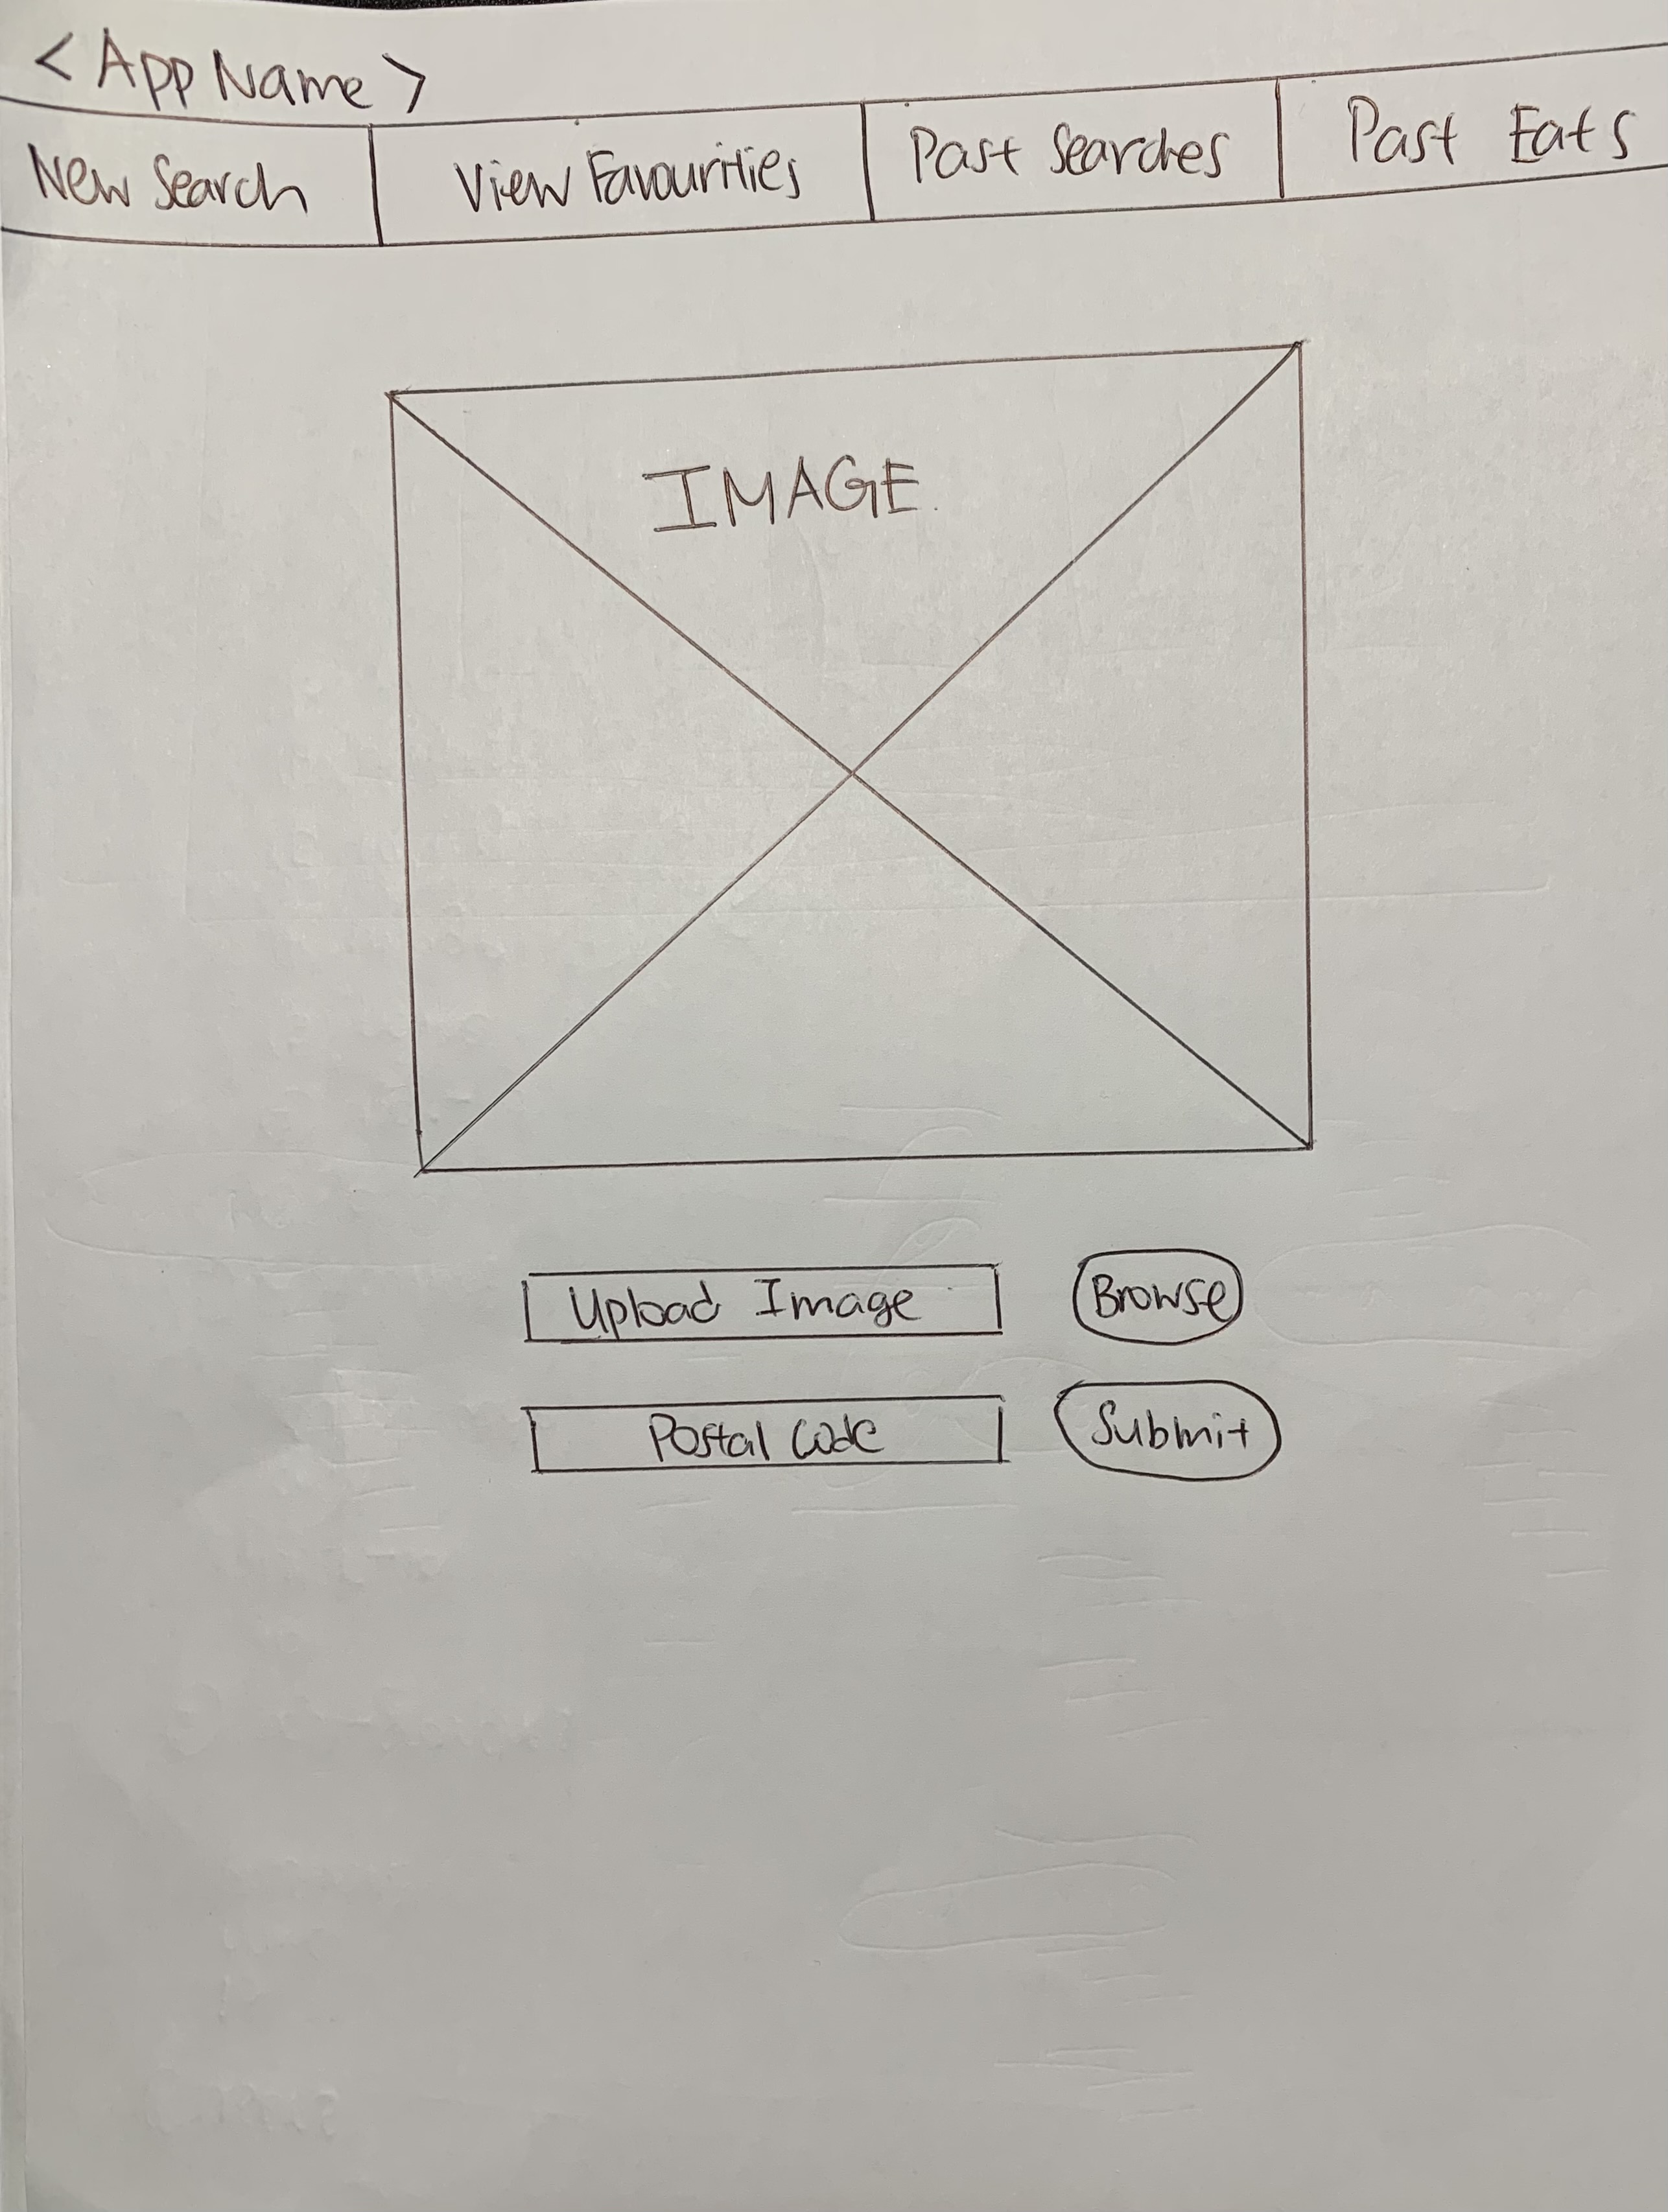 < App Name >
New Search View Favourities Past Searches Past Eats
IMAGE
Upload Image Browse
Postal Code Submit